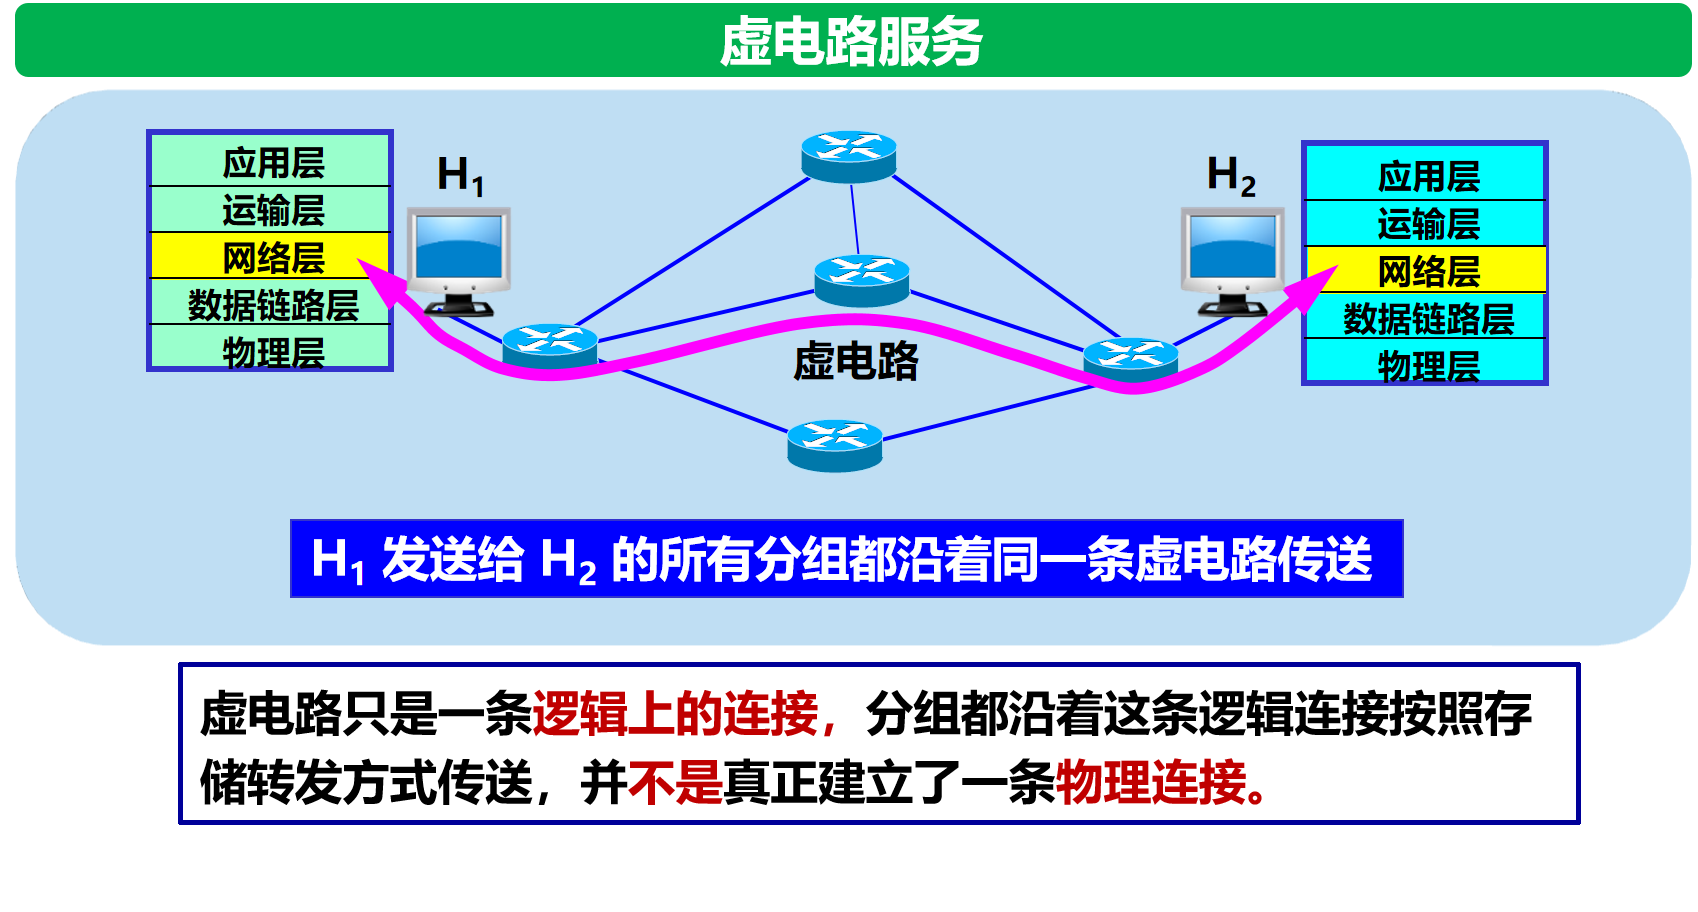 虚电路服务
应用层
运输层
网络层
数据链路层
物理层
H1
H2
应用层
运输层
网络层
数据链路层
物理层
虚电路
H1 发送给 H2 的所有分组都沿着同一条虚电路传送
虚电路只是一条逻辑上的连接，分组都沿着这条逻辑连接按照存
储转发方式传送，并不是真正建立了一条物理连接。